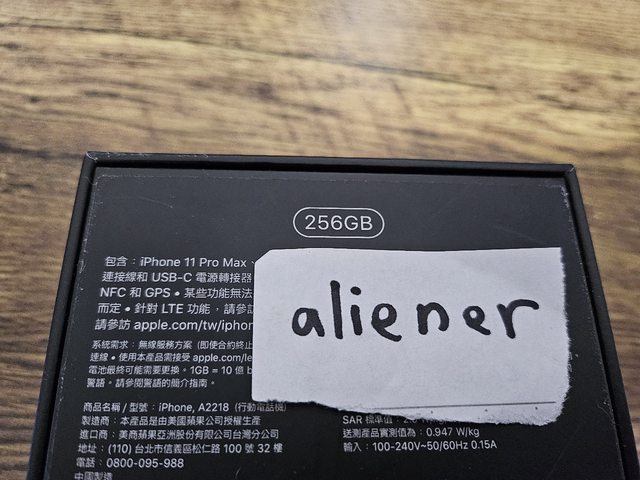 256GB
包含：iPhone 11 Pro Max、
連接線和 USB-C 電源轉接器
NFC 和 GPS • 某些功能無法
而定 • 針對 LTE 功能，請參訪
請參訪 apple.com/tw/iphon
aliener
系統需求：無線服務方案 (即使合約終止
連線 • 使用本產品需接受 apple.com/le
電池最終可能需要更換。1GB = 10 億 b
警語。請參閱警語的簡介指南。
商品名稱 / 型號：iPhone, A2218 (行動電話機)
製造商：本產品是由美國蘋果公司授權生產
進口商：美商蘋果亞洲股份有限公司台灣分公司
地址：(110) 台北市信義區松仁路 100 號 32 樓
電話：0800-095-988
中國製造
SAR 標準值：2.0
送測產品實測值為：0.947 W/kg
輸入：100-240V~50/60Hz 0.15A